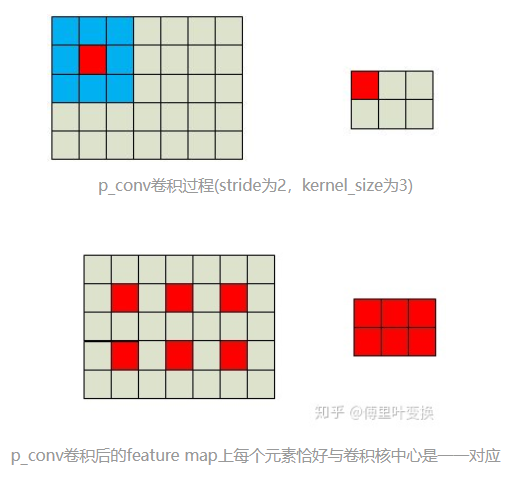 p_conv卷积过程(stride为2，kernel_size为3)
知乎 @傅里叶变换
p_conv卷积后的feature map上每个元素恰好与卷积核中心是一一对应